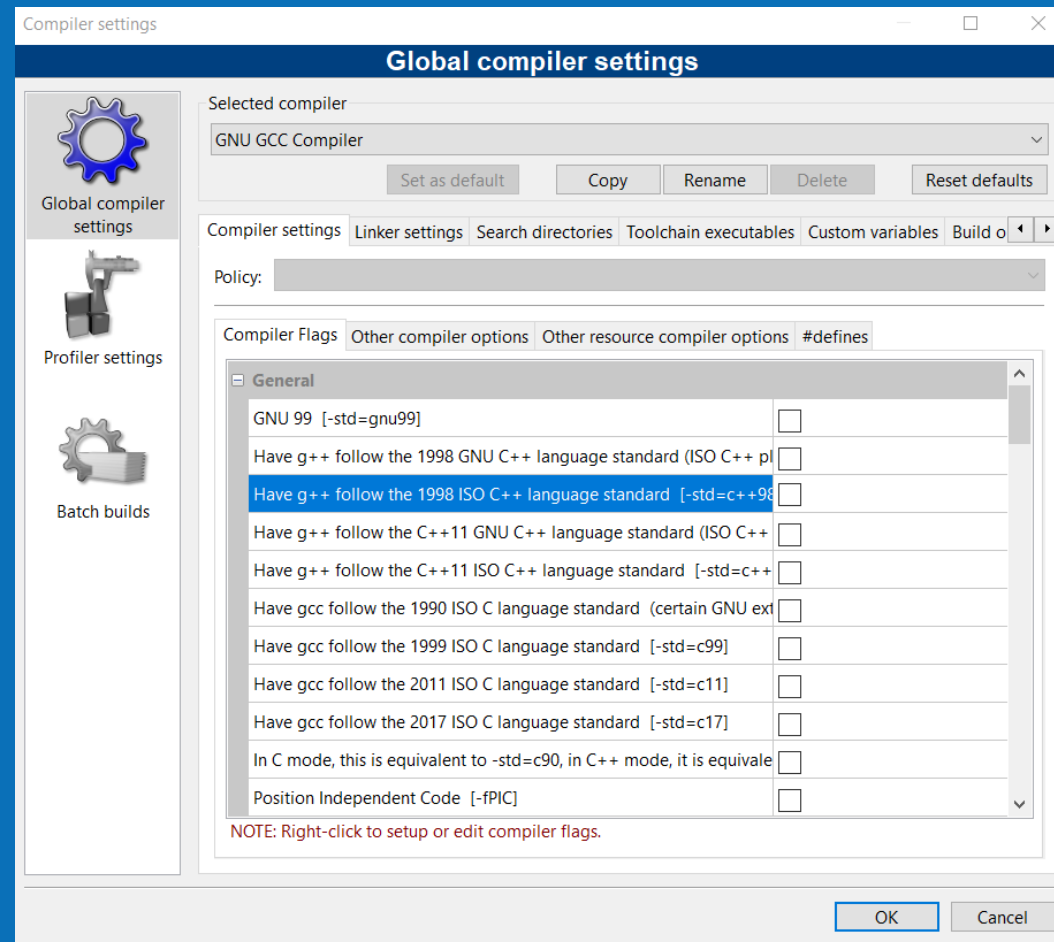 Compiler settings
Global compiler settings
Global compiler
settings
Profiler settings
Batch builds
Selected compiler
GNU GCC Compiler
Set as default Copy Rename Delete Reset defaults
Compiler settings Linker settings Search directories Toolchain executables Custom variables Build o
Policy:
Compiler Flags Other compiler options Other resource compiler options #defines
General
GNU 99 [-std=gnu99]
Have g++ follow the 1998 GNU C++ language standard (ISO C++ pl
Have g++ follow the 1998 ISO C++ language standard [-std=c++98
Have g++ follow the C++11 GNU C++ language standard (ISO C++
Have g++ follow the C++11 ISO C++ language standard [-std=c++
Have gcc follow the 1990 ISO C language standard (certain GNU ext
Have gcc follow the 1999 ISO C language standard [-std=c99]
Have gcc follow the 2011 ISO C language standard [-std=c11]
Have gcc follow the 2017 ISO C language standard [-std=c17]
In C mode, this is equivalent to -std=c90, in C++ mode, it is equivale
Position Independent Code [-fPIC]
NOTE: Right-click to setup or edit compiler flags.
OK Cancel